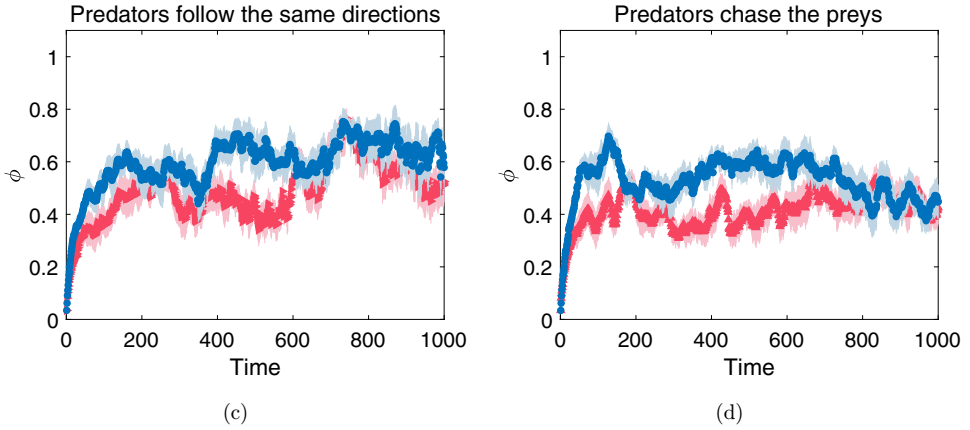 Predators follow the same directions
1
0.8
0.6
0.4
0.2
0
ϕ
0 200 400 600 800 1000
Time
(c)
Predators chase the preys
1
0.8
0.6
0.4
0.2
0
ϕ
0 200 400 600 800 1000
Time
(d)